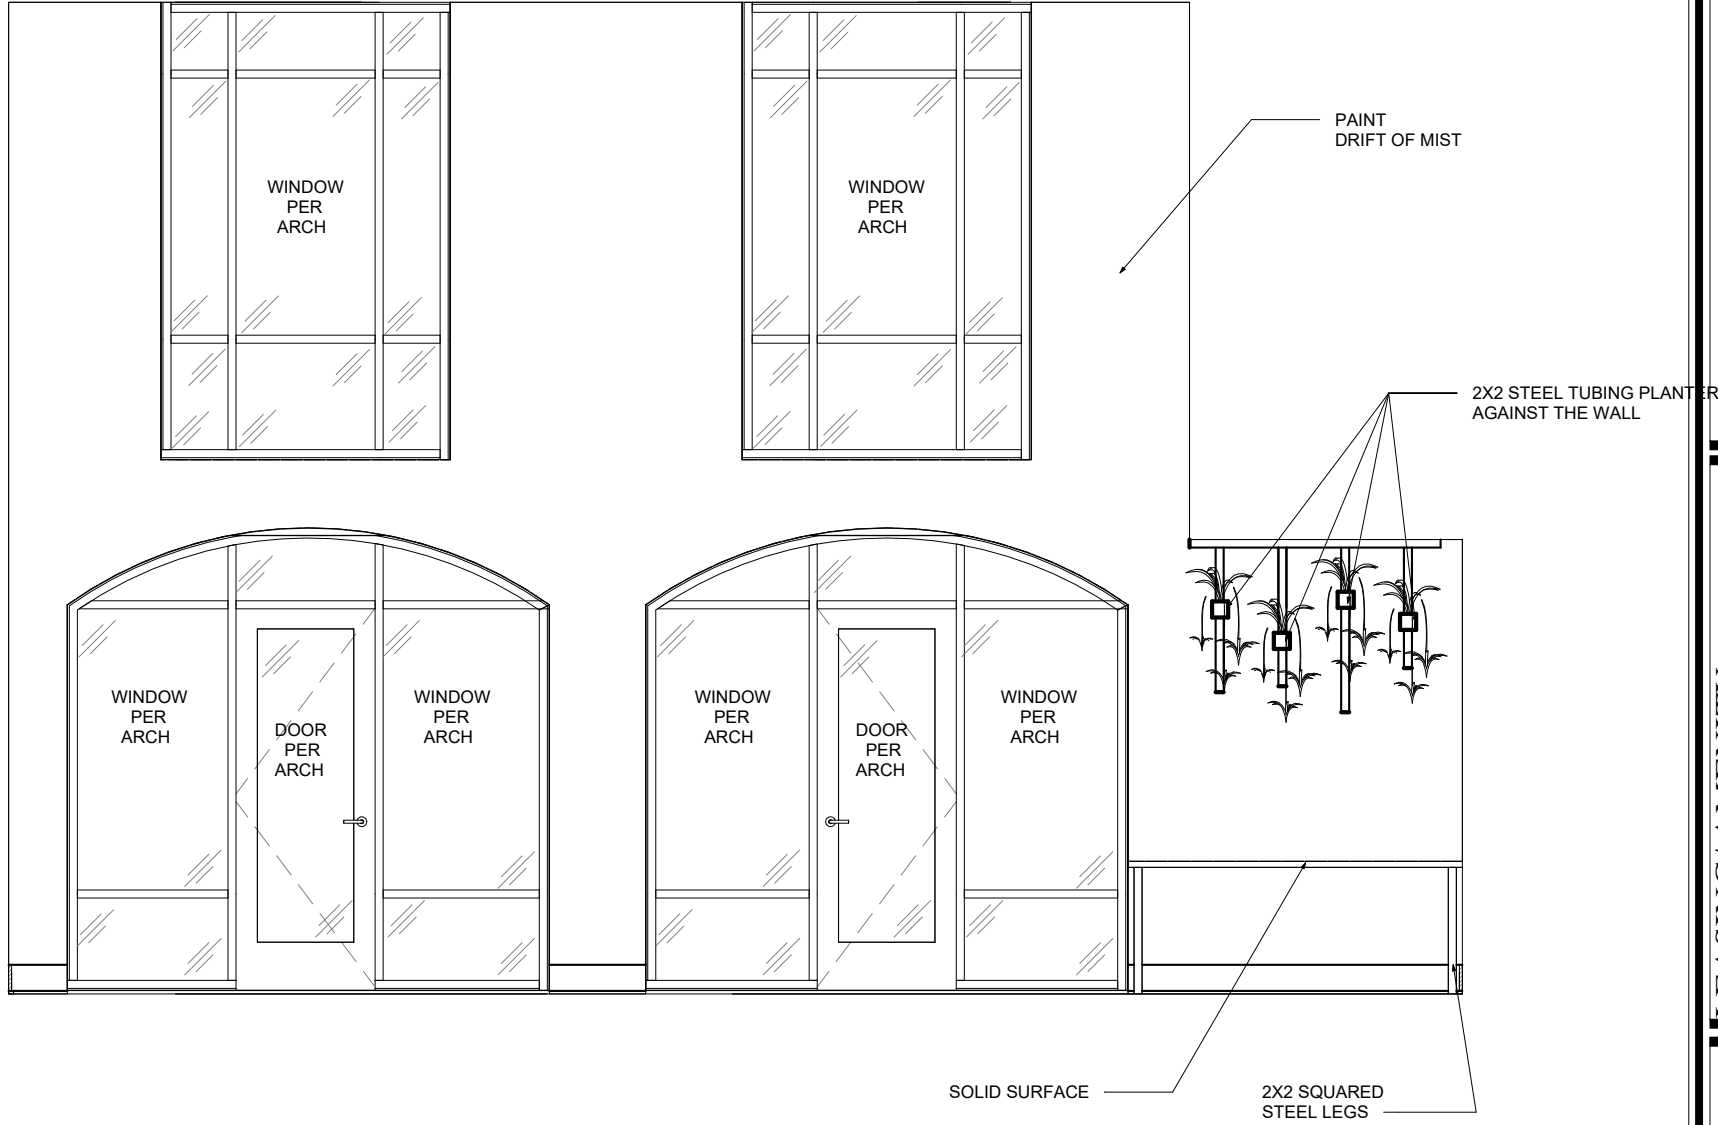 WINDOW
PER
ARCH
WINDOW
PER
ARCH
PAINT
DRIFT OF MIST
2X2 STEEL TUBING PLANTER
AGAINST THE WALL
WINDOW
PER
ARCH
DOOR
PER
ARCH
WINDOW
PER
ARCH
WINDOW
PER
ARCH
DOOR
PER
ARCH
WINDOW
PER
ARCH
SOLID SURFACE
2X2 SQUARED
STEEL LEGS